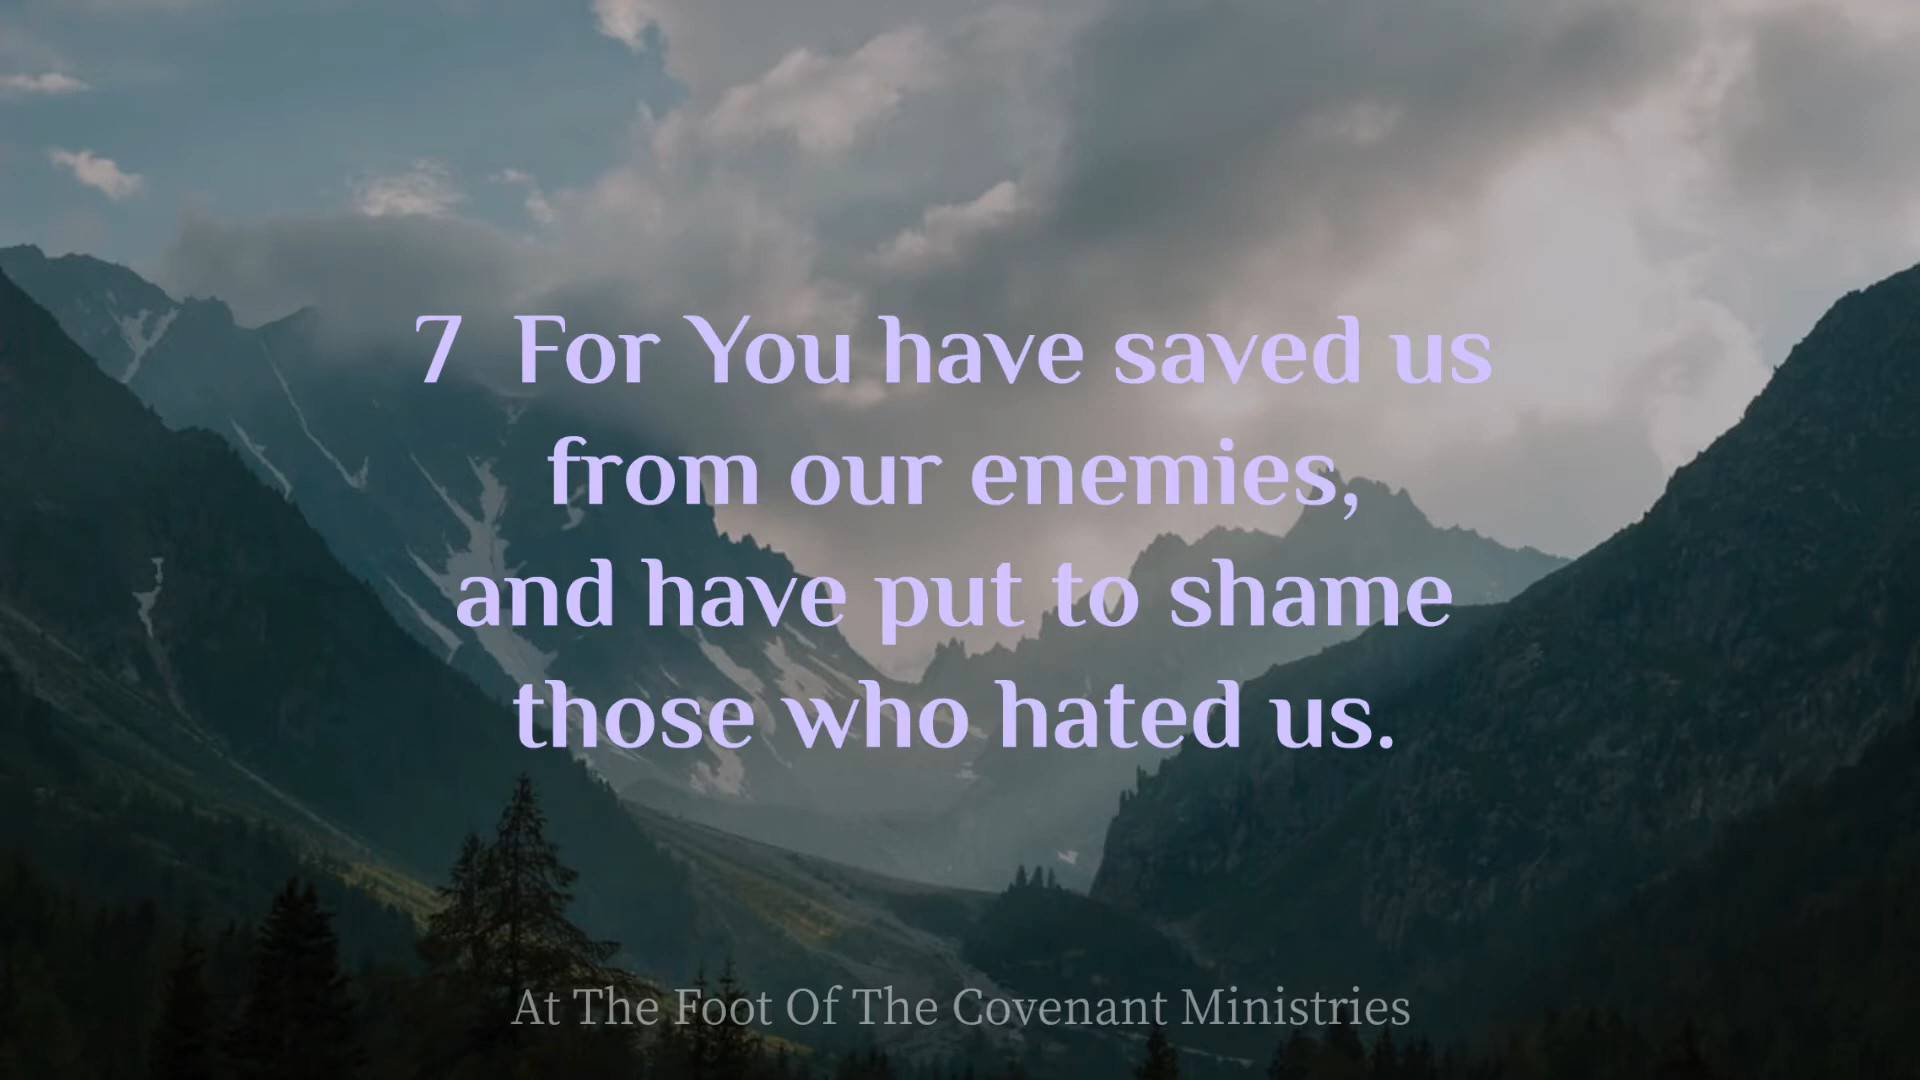 7 For You have saved us
from our enemies,
and have put to shame
those who hated us.
At The Foot Of The Covenant Ministries